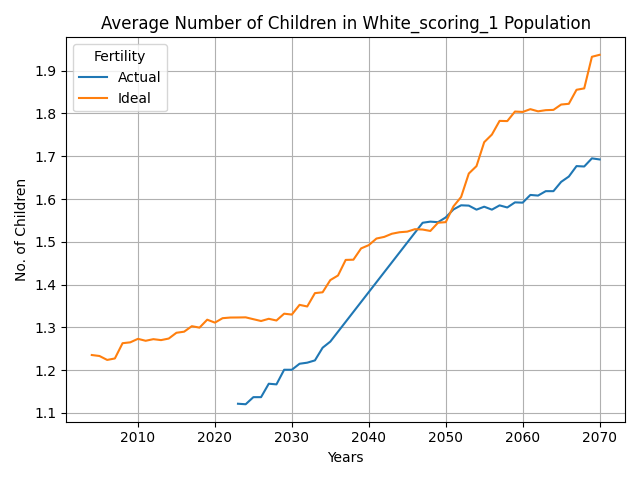 Average Number of Children in White_scoring_1 Population
Fertility
Actual
Ideal
No. of Children
1.9
1.8
1.7
1.6
1.5
1.4
1.3
1.2
1.1
2010 2020 2030 2040 2050 2060 2070
Years